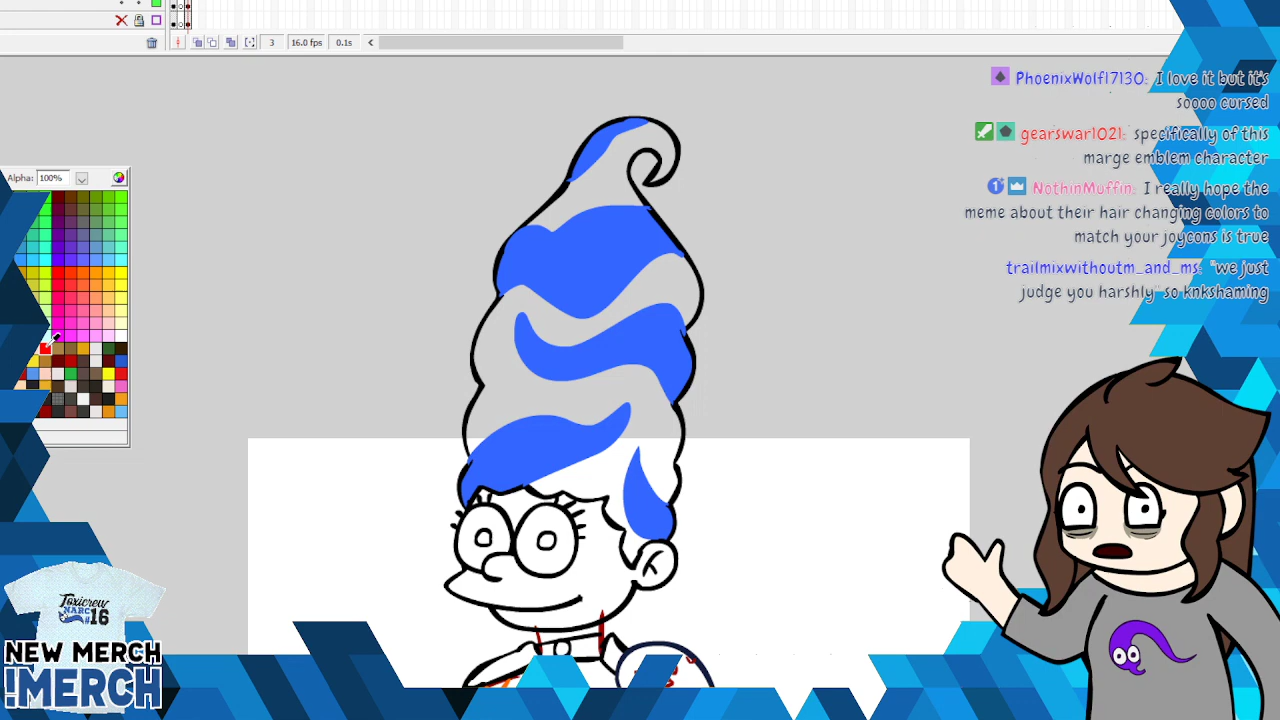 3 16.0 fps 0.1s
Alpha: 100%
PhoenixWolf17130: I love it but it's
soooo cursed
gearswar1021: specifically of this
marge emblem character
NothinMuffin: I really hope the
meme about their hair changing colors to
match your joycons is true
trailmixwithoutm_and_ms: "we just
judge you harshly" so knkshaming
Toxicrew
MARC
#16
NEW MERCH
!MERCH